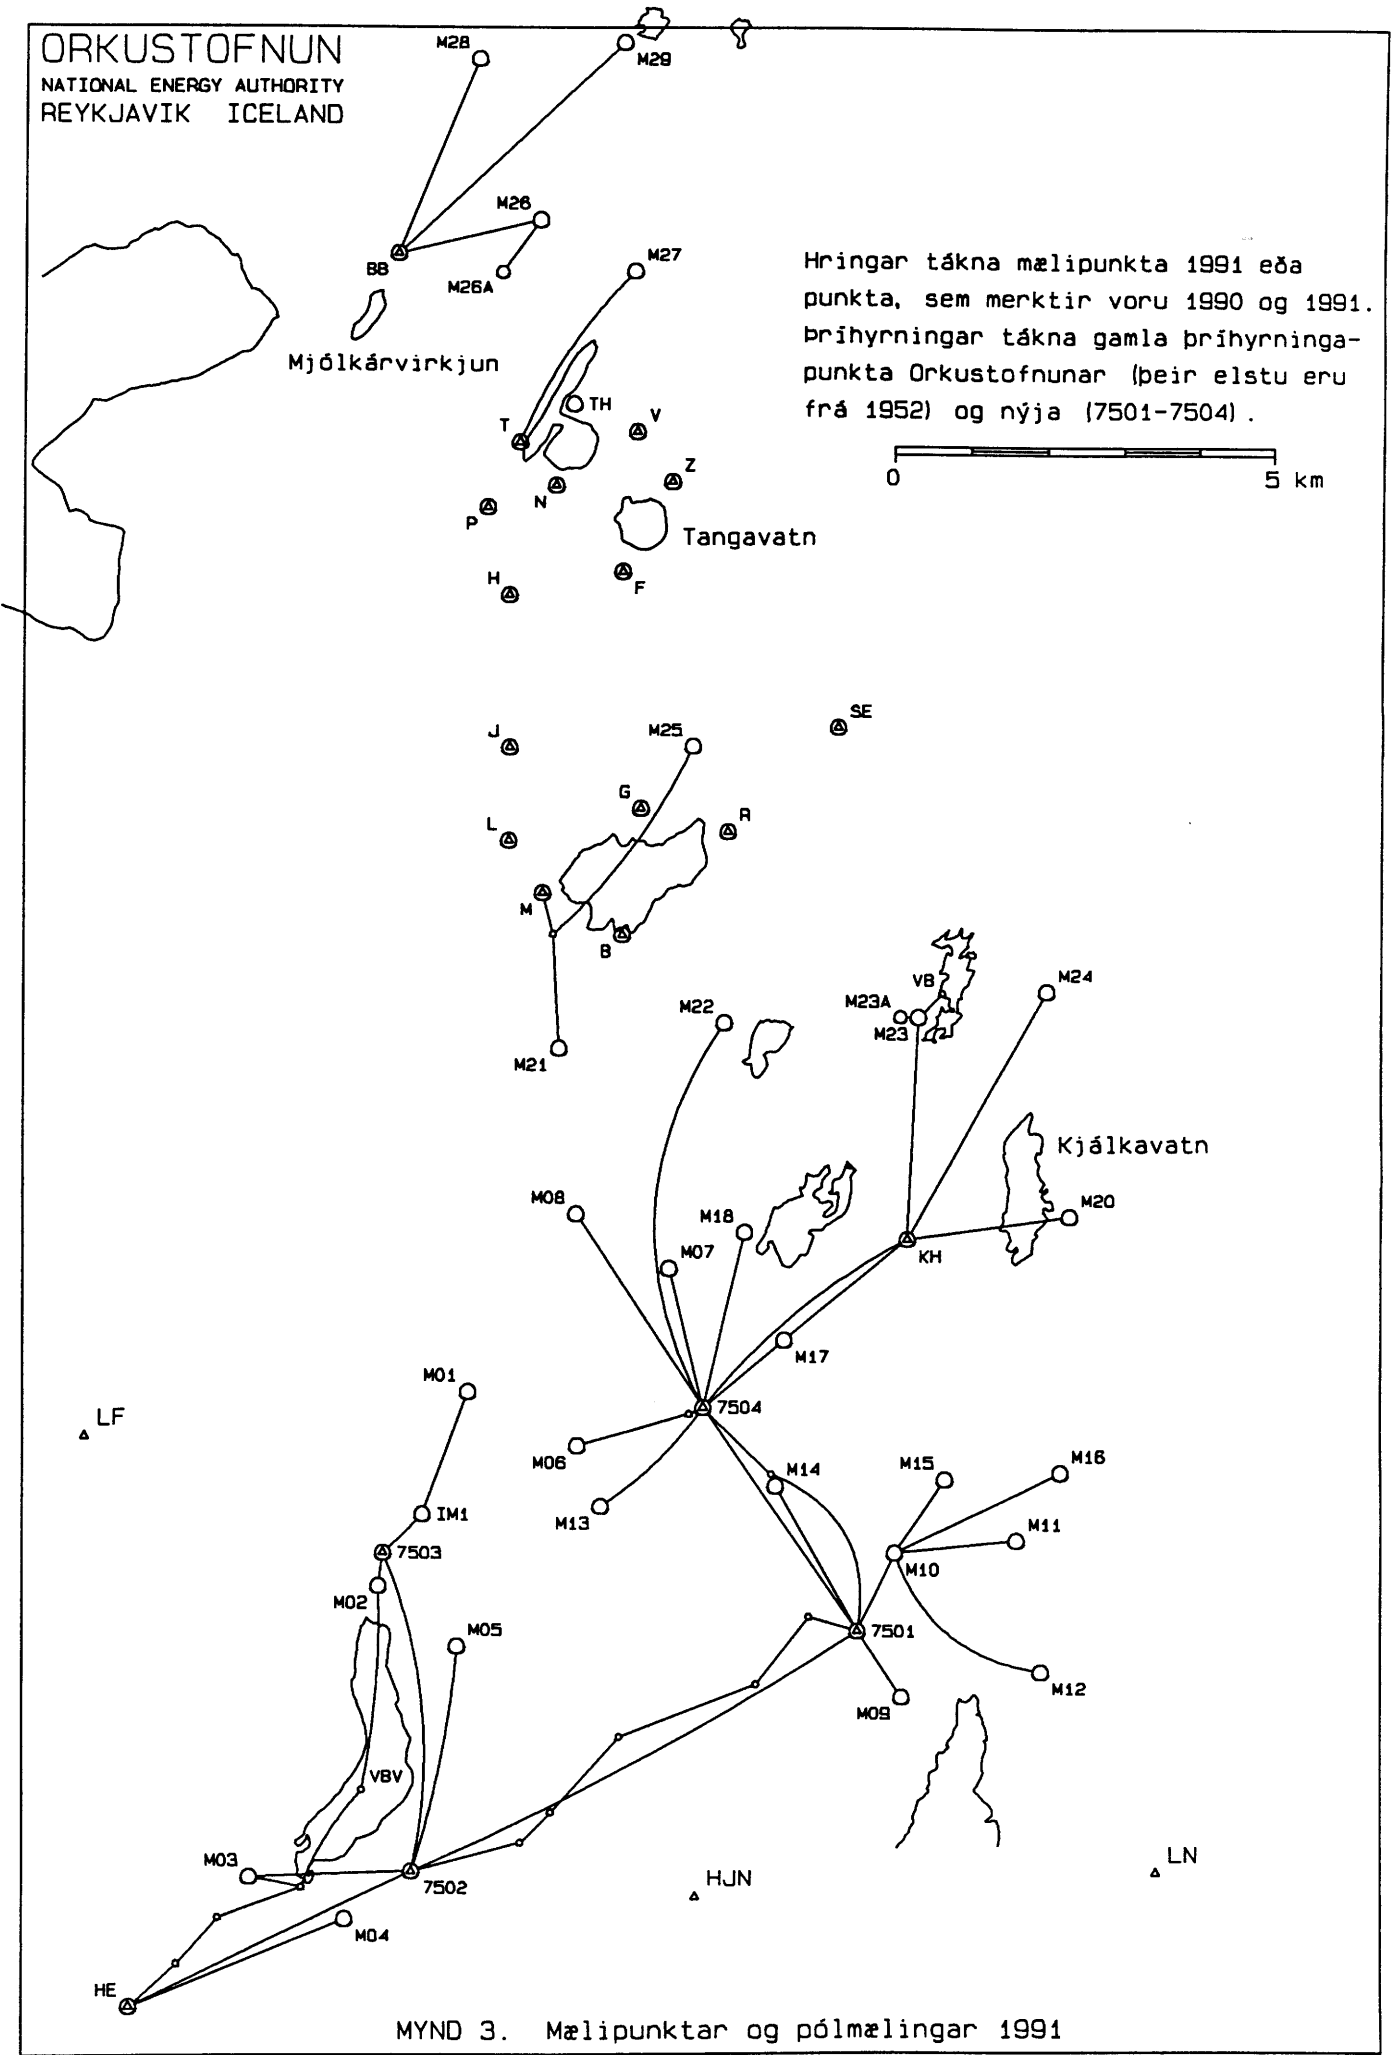 ORKUSTOFNUN
NATIONAL ENERGY AUTHORITY
REYKJAVIK ICELAND
M28
M29
M26
BB
M26A
M27
Hringar tákna mælipunkta 1991 eða
punkta, sem merktir voru 1990 og 1991.
Þríhyrningar tákna gamla þríhyrninga-
punkta Orkustofnunar (þeir elstu eru
frá 1952) og nýja (7501-7504).
0
5 km
Mjólkárvirkjun
TH
T
V
Z
N
P
Tangavatn
H
F
SE
J
M25
G
R
L
M
B
VB
M24
M23A
M23
M22
M21
Kjálkavatn
M08
M18
M20
M07
KH
M17
M01
7504
LF
M06
M14
M15
M16
M13
IM1
M11
7503
M10
M02
M05
7501
M12
M09
VBV
M03
7502
HJN
LN
M04
HE
MYND 3. Mælipunktar og pólmælingar 1991